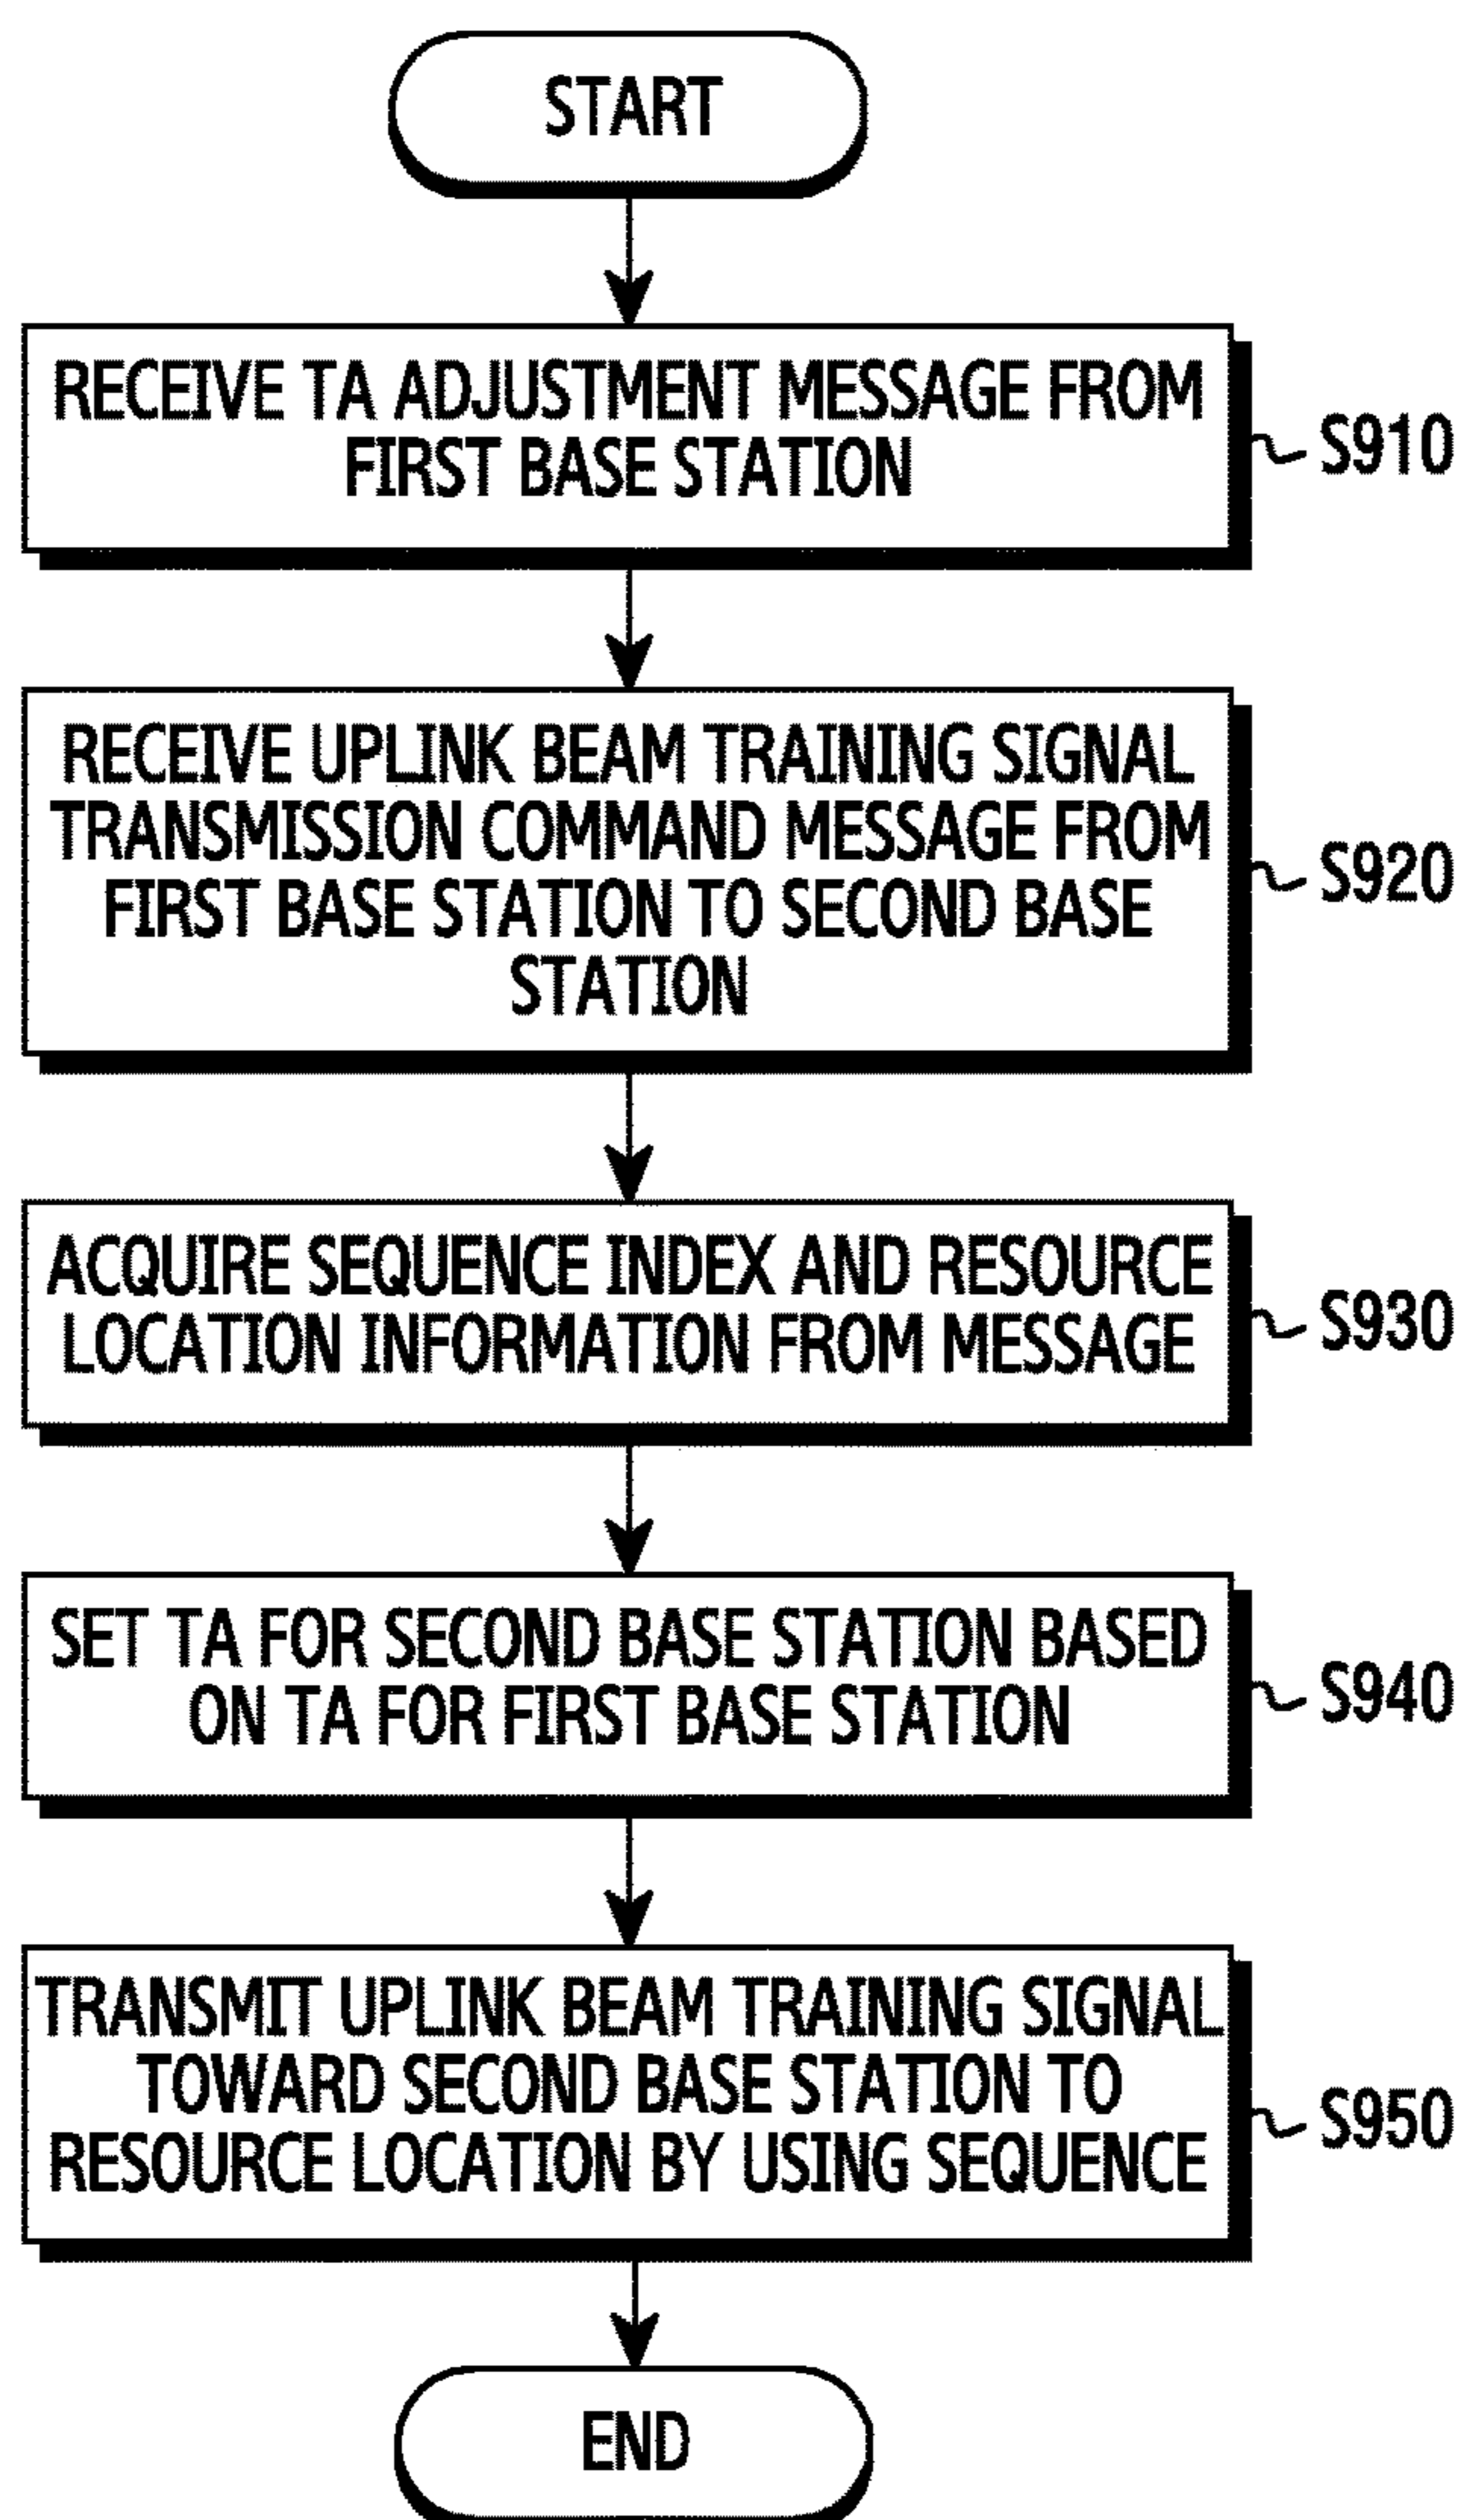 START
RECEIVE TA ADJUSTMENT MESSAGE FROM
FIRST BASE STATION
S910
RECEIVE UPLINK BEAM TRAINING SIGNAL
TRANSMISSION COMMAND MESSAGE FROM
FIRST BASE STATION TO SECOND BASE
STATION
S920
ACQUIRE SEQUENCE INDEX AND RESOURCE
LOCATION INFORMATION FROM MESSAGE
S930
SET TA FOR SECOND BASE STATION BASED
ON TA FOR FIRST BASE STATION
S940
TRANSMIT UPLINK BEAM TRAINING SIGNAL
TOWARD SECOND BASE STATION TO
RESOURCE LOCATION BY USING SEQUENCE
S950
END